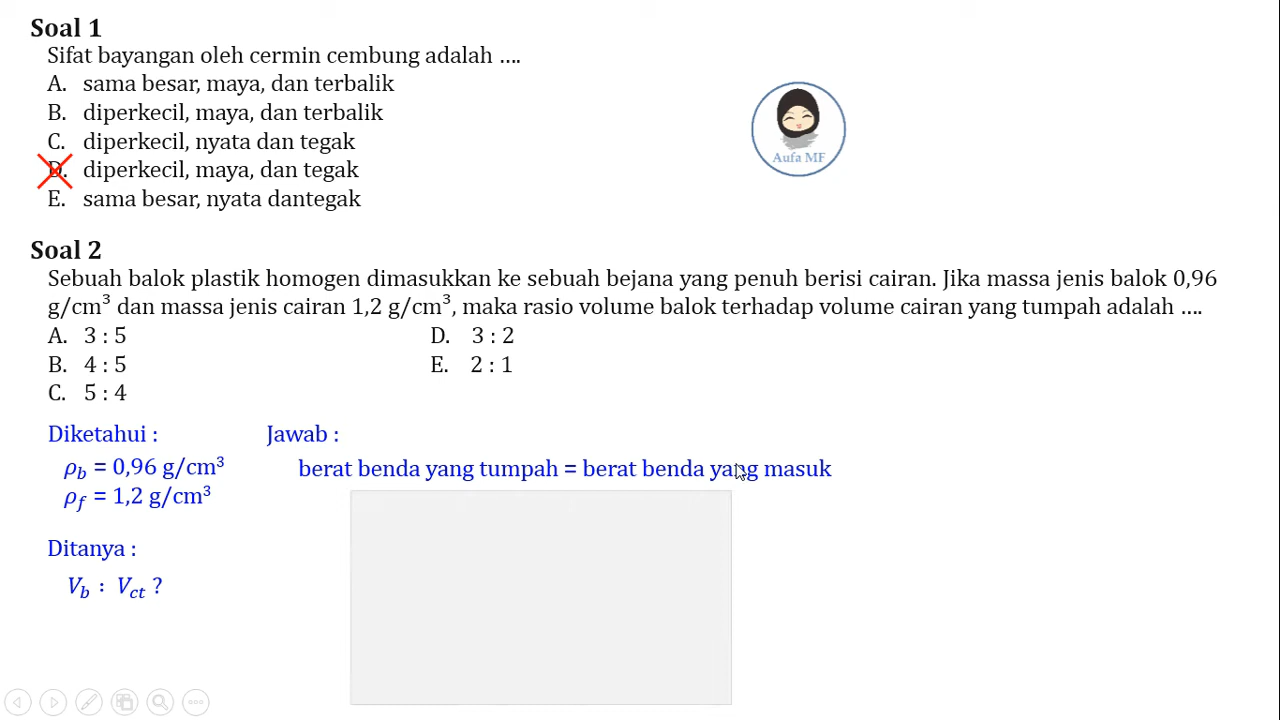 Soal 1
Sifat bayangan oleh cermin cembung adalah ....
A. sama besar, maya, dan terbalik
B. diperkecil, maya, dan terbalik
C. diperkecil, nyata dan tegak
D. diperkecil, maya, dan tegak
E. sama besar, nyata dantegak
Aufa MF
Soal 2
Sebuah balok plastik homogen dimasukkan ke sebuah bejana yang penuh berisi cairan. Jika massa jenis balok 0,96
g/cm³ dan massa jenis cairan 1,2 g/cm³, maka rasio volume balok terhadap volume cairan yang tumpah adalah ....
A. 3 : 5 D. 3 : 2
B. 4 : 5 E. 2 : 1
C. 5 : 4
Diketahui : Jawab :
ρb = 0,96 g/cm³ berat benda yang tumpah = berat benda yang masuk
ρf = 1,2 g/cm³
Ditanya :
Vb : Vct ?